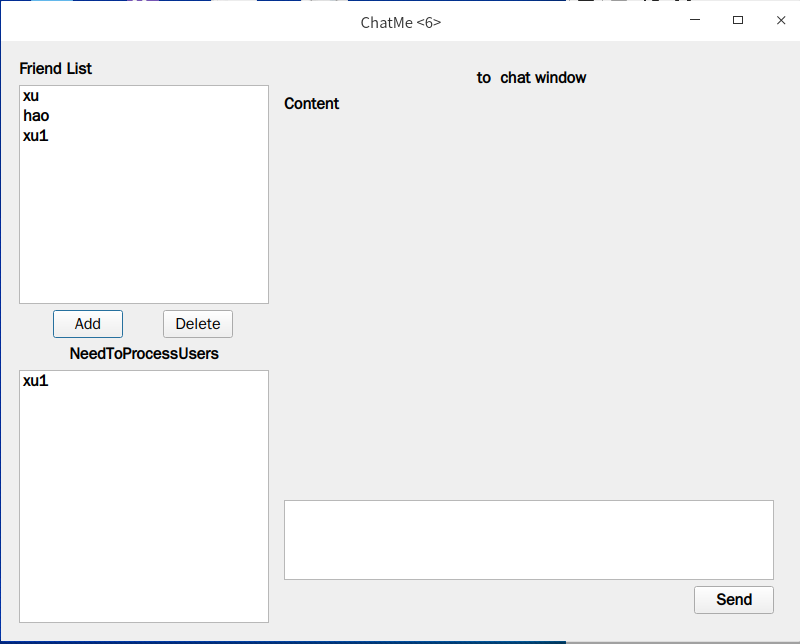 ChatMe <6>
Friend List
xu
hao
xu1
Add
Delete
NeedToProcessUsers
xu1
to  chat window
Content
Send